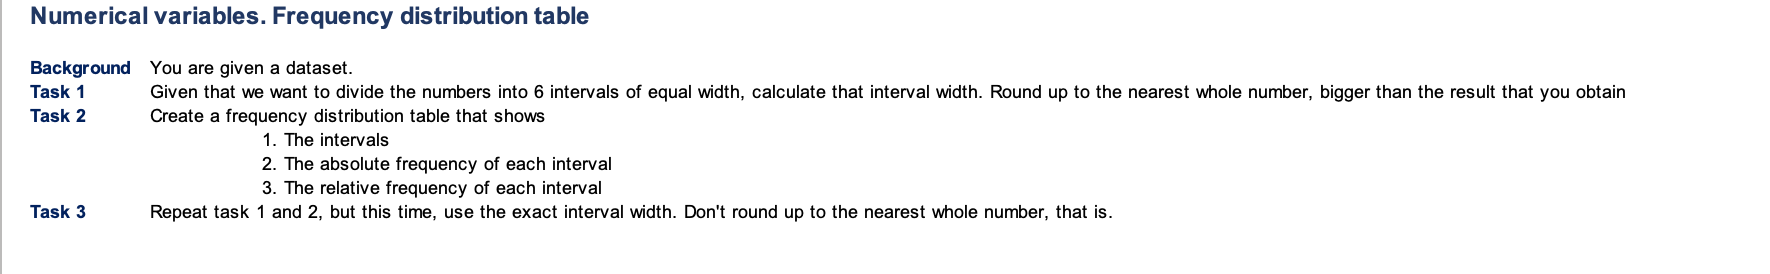 Numerical variables. Frequency distribution table
Background You are given a dataset.
Task 1 Given that we want to divide the numbers into 6 intervals of equal width, calculate that interval width. Round up to the nearest whole number, bigger than the result that you obtain
Task 2 Create a frequency distribution table that shows
1. The intervals
2. The absolute frequency of each interval
3. The relative frequency of each interval
Task 3 Repeat task 1 and 2, but this time, use the exact interval width. Don't round up to the nearest whole number, that is.